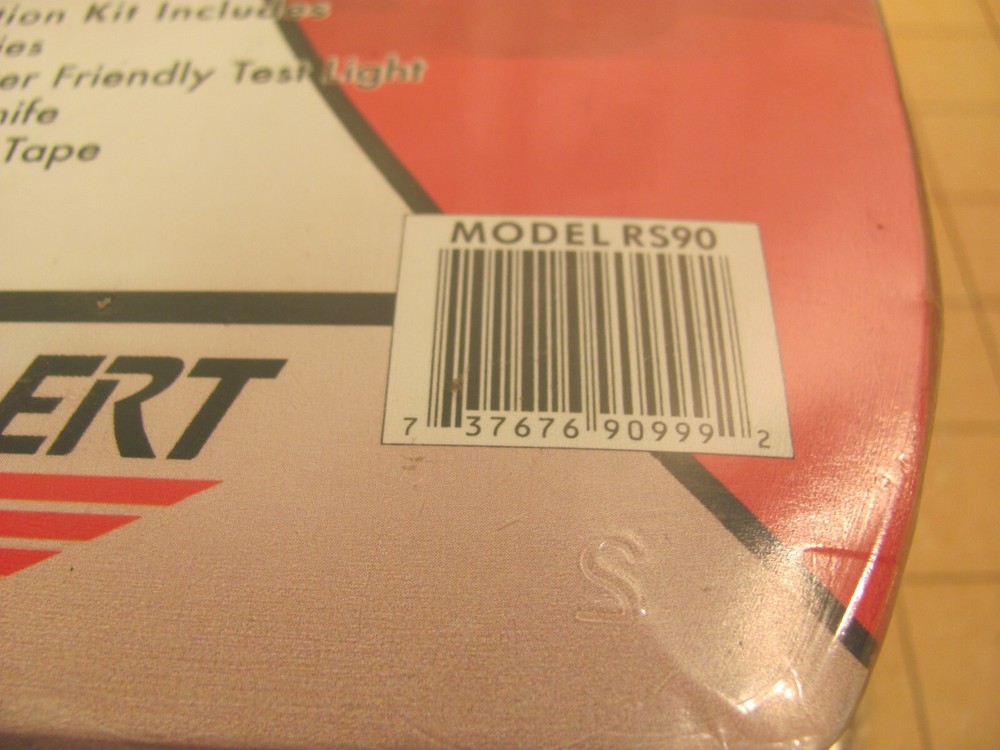 tion Kit Includes
ies
er Friendly Test Light
nife
Tape
MODEL RS90
7 37676 90999 2
ERT
S